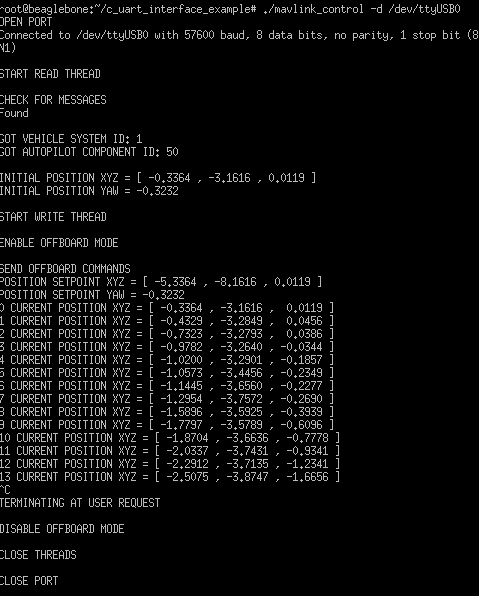 root@beaglebone:~/c_uart_interface_example# ./mavlink_control -d /dev/ttyUSB0
OPEN PORT
Connected to /dev/ttyUSB0 with 57600 baud, 8 data bits, no parity, 1 stop bit (8
N1)
START READ THREAD
CHECK FOR MESSAGES
Found
GOT VEHICLE SYSTEM ID: 1
GOT AUTOPILOT COMPONENT ID: 50
INITIAL POSITION XYZ = [ -0.3364 , -3.1616 , 0.0119 ]
INITIAL POSITION YAW = -0.3232
START WRITE THREAD
ENABLE OFFBOARD MODE
SEND OFFBOARD COMMANDS
POSITION SETPOINT XYZ = [ -5.3364 , -8.1616 , 0.0119 ]
POSITION SETPOINT YAW = -0.3232
0 CURRENT POSITION XYZ = [ -0.3364 , -3.1616 ,  0.0119 ]
1 CURRENT POSITION XYZ = [ -0.4329 , -3.2849 ,  0.0456 ]
2 CURRENT POSITION XYZ = [ -0.7323 , -3.2793 ,  0.0386 ]
3 CURRENT POSITION XYZ = [ -0.9782 , -3.2640 , -0.0344 ]
4 CURRENT POSITION XYZ = [ -1.0200 , -3.2901 , -0.1857 ]
5 CURRENT POSITION XYZ = [ -1.0573 , -3.4456 , -0.2349 ]
6 CURRENT POSITION XYZ = [ -1.1445 , -3.6560 , -0.2277 ]
7 CURRENT POSITION XYZ = [ -1.2954 , -3.7572 , -0.2690 ]
8 CURRENT POSITION XYZ = [ -1.5896 , -3.5925 , -0.3939 ]
9 CURRENT POSITION XYZ = [ -1.7797 , -3.5789 , -0.6096 ]
10 CURRENT POSITION XYZ = [ -1.8704 , -3.6636 , -0.7778 ]
11 CURRENT POSITION XYZ = [ -2.0337 , -3.7431 , -0.9341 ]
12 CURRENT POSITION XYZ = [ -2.2912 , -3.7135 , -1.2341 ]
13 CURRENT POSITION XYZ = [ -2.5075 , -3.8747 , -1.6656 ]
^C
TERMINATING AT USER REQUEST
DISABLE OFFBOARD MODE
CLOSE THREADS
CLOSE PORT